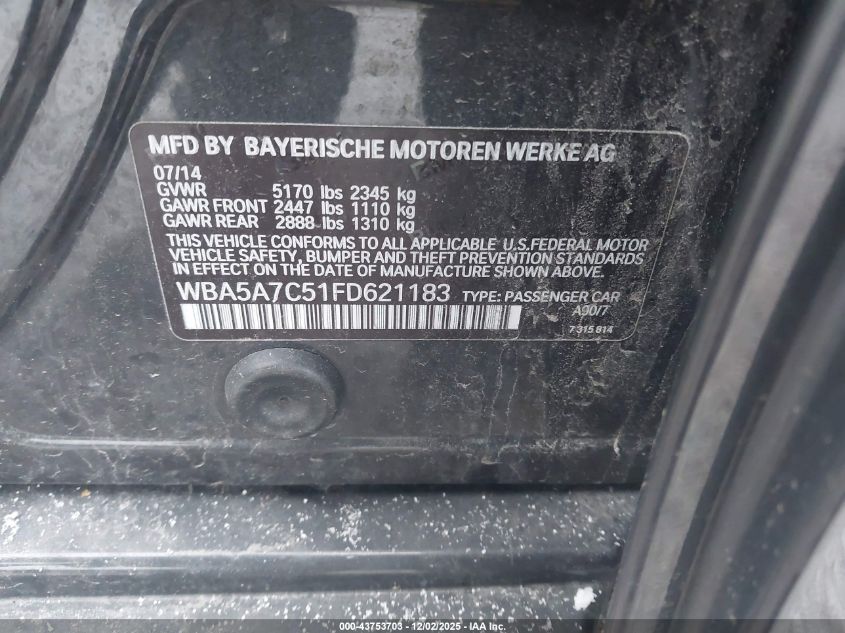 MFD BY BAYERISCHE MOTOREN WERKE AG
07/14
GVWR 5170 lbs 2345 kg
GAWR FRONT 2447 lbs 1110 kg
GAWR REAR 2888 lbs 1310 kg
THIS VEHICLE CONFORMS TO ALL APPLICABLE U.S.FEDERAL MOTOR
VEHICLE SAFETY, BUMPER AND THEFT PREVENTION STANDARDS
IN EFFECT ON THE DATE OF MANUFACTURE SHOWN ABOVE.
WBA5A7C51FD621183 TYPE: PASSENGER CAR
A90/7
7 315 814
000-43753703 - 12/02/2025 - IAA Inc.